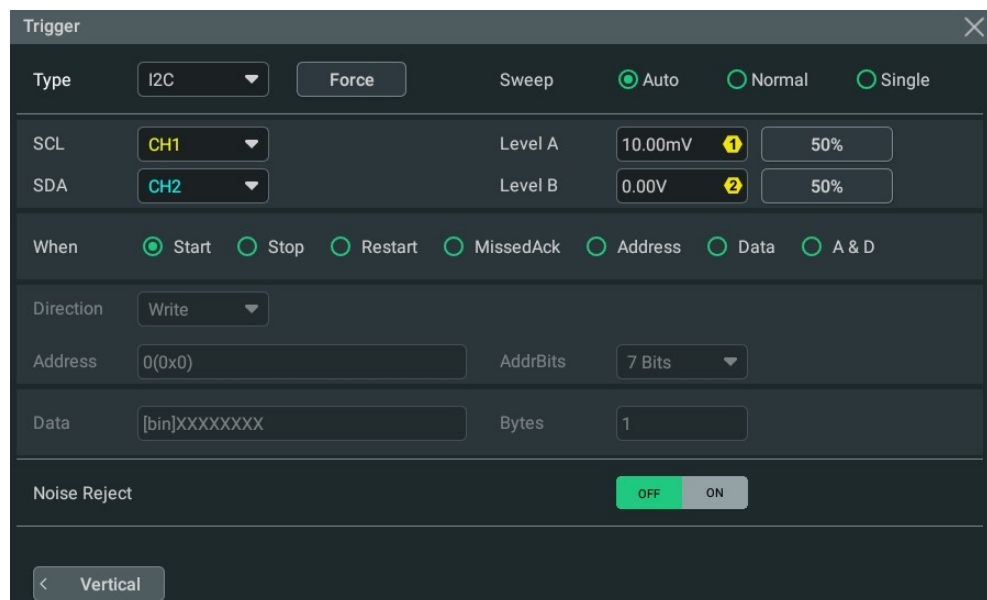 Trigger
Type I2C Force Sweep Auto Normal Single
SCL CH1 Level A 10.00mV 1 50%
SDA CH2 Level B 0.00V 2 50%
When Start Stop Restart MissedAck Address Data A & D
Direction Write
Address 0(0x0) AddrBits 7 Bits
Data [bin]XXXXXXXX Bytes 1
Noise Reject OFF ON
< Vertical